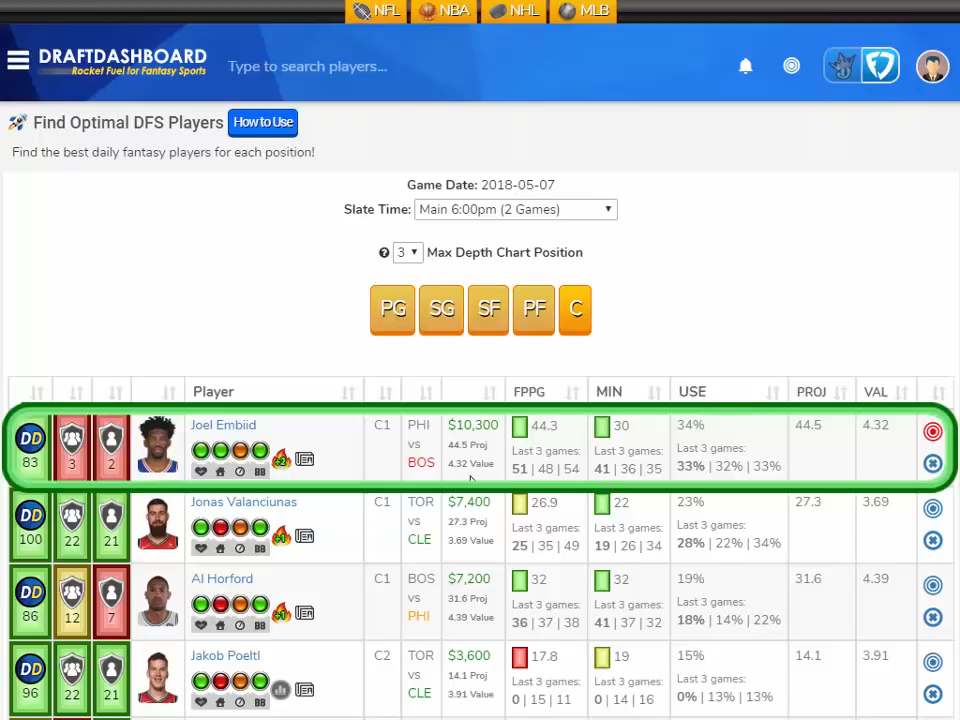 NFL NBA NHL MLB
DRAFTDASHBOARD
Rocket Fuel for Fantasy Sports
Type to search players...
Find Optimal DFS Players How to Use
Find the best daily fantasy players for each position!
Game Date: 2018-05-07
Slate Time: Main 6:00pm (2 Games)
3 Max Depth Chart Position
PG SG SF PF C
Player FPPG MIN USE PROJ VAL
DD 83 3 2 Joel Embiid C1 PHI $10,300 44.3 30 34% 44.5 4.32
VS 44.5 Proj Last 3 games: Last 3 games: Last 3 games:
+2 BB BOS 4.32 Value 51 | 48 | 54 41 | 36 | 35 33% | 32% | 33%
DD 100 22 21 Jonas Valanciunas C1 TOR $7,400 26.9 22 23% 27.3 3.69
VS 27.3 Proj Last 3 games: Last 3 games: Last 3 games:
BB CLE 3.69 Value 25 | 35 | 49 19 | 26 | 34 28% | 22% | 34%
DD 86 12 7 Al Horford C1 BOS $7,200 32 32 19% 31.6 4.39
VS 31.6 Proj Last 3 games: Last 3 games: Last 3 games:
+1 BB PHI 4.39 Value 36 | 37 | 38 41 | 37 | 32 18% | 14% | 22%
DD 96 22 21 Jakob Poeltl C2 TOR $3,600 17.8 19 15% 14.1 3.91
VS 14.1 Proj Last 3 games: Last 3 games: Last 3 games:
BB CLE 3.91 Value 0 | 15 | 11 0 | 14 | 16 0% | 13% | 13%